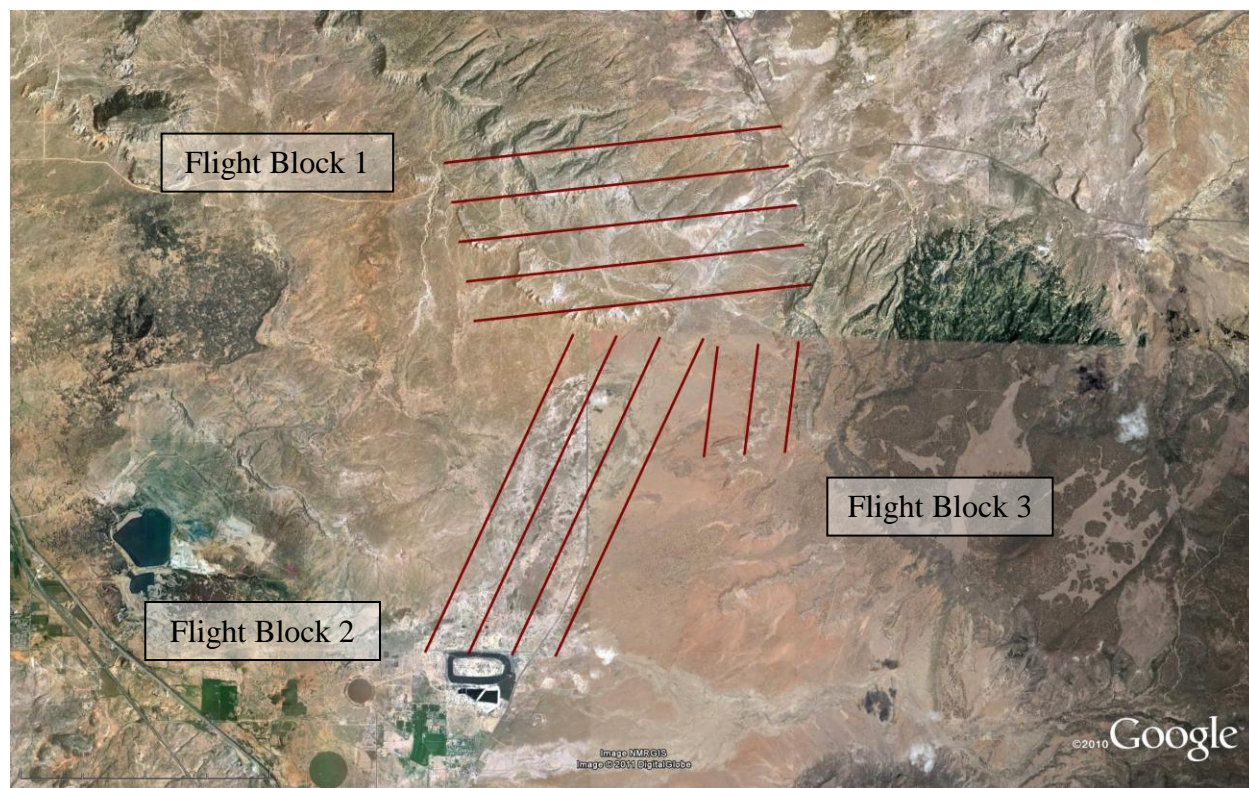 Flight Block 1
Flight Block 3
Flight Block 2
Image NMRGIS
Image © 2011 DigitalGlobe
©2010 Google